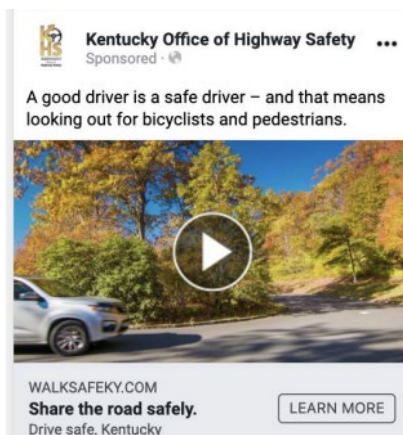 Kentucky Office of Highway Safety
Sponsored ·
A good driver is a safe driver – and that means
looking out for bicyclists and pedestrians.
WALKSAFEKY.COM
Share the road safely.
LEARN MORE
Drive safe, Kentucky